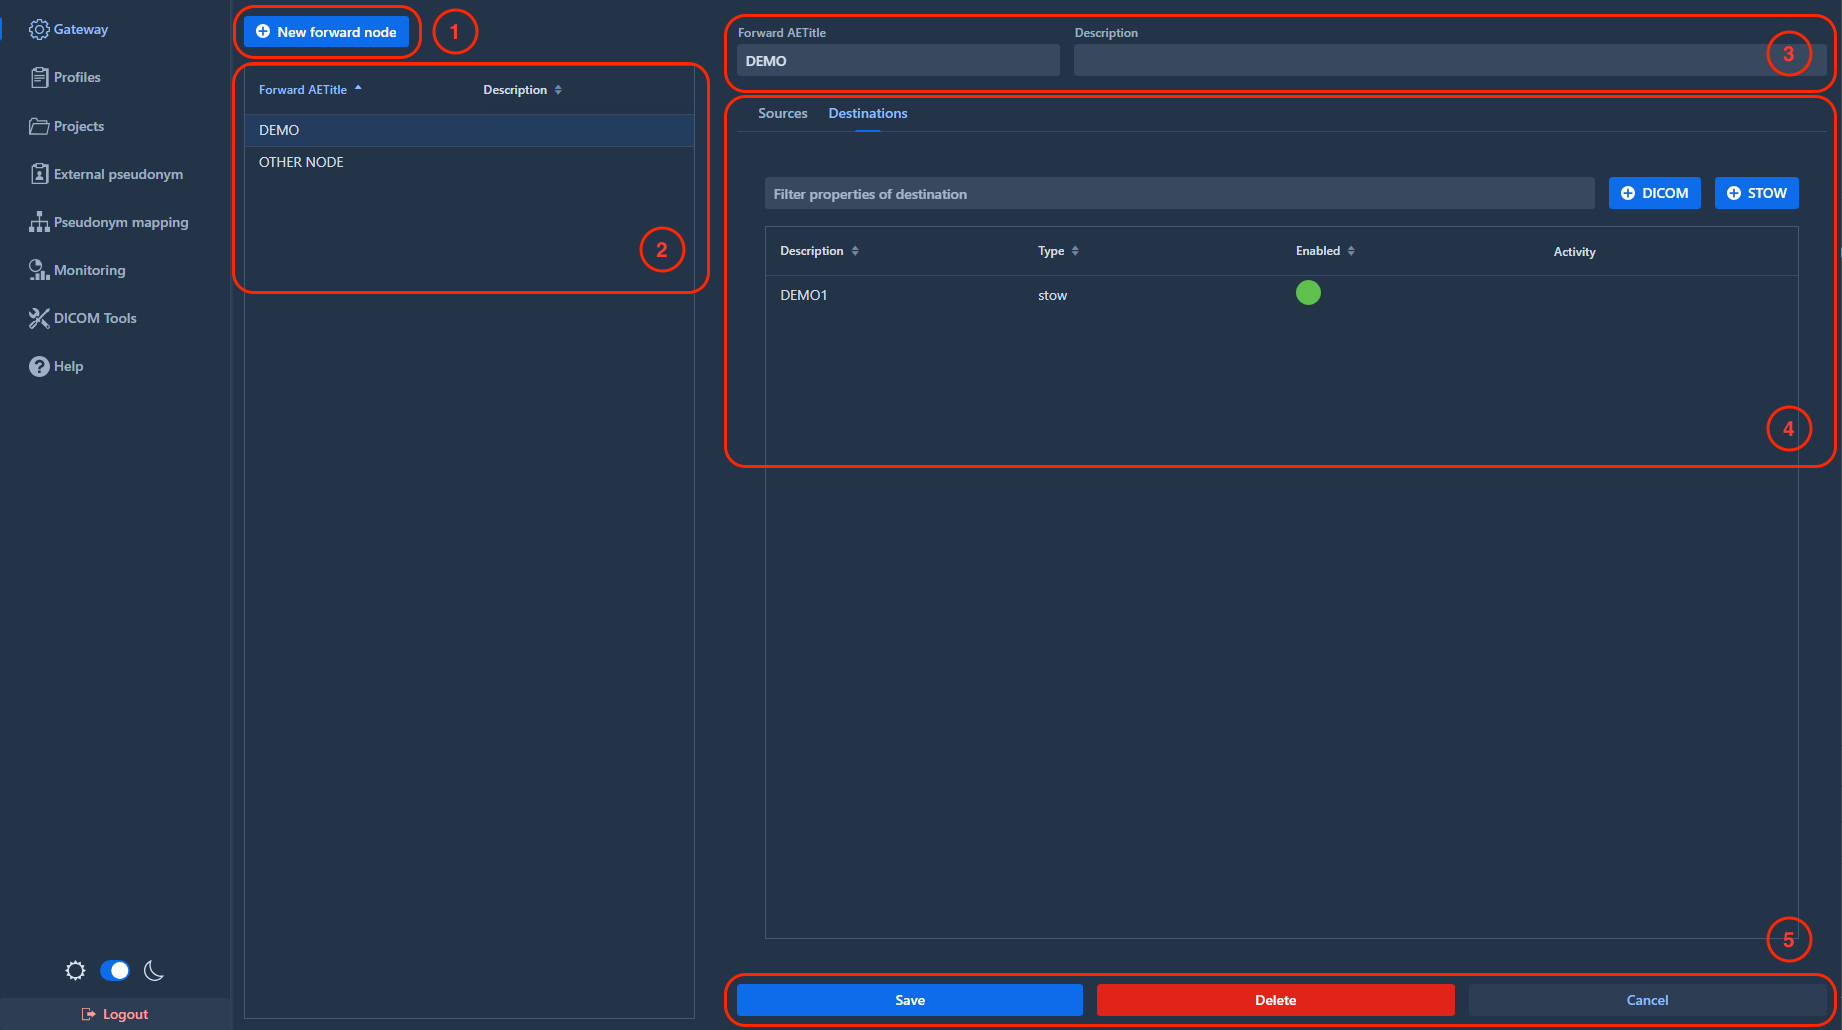 Gateway
Profiles
Projects
External pseudonym
Pseudonym mapping
Monitoring
DICOM Tools
Help
Logout
New forward node
1
Forward AETitle Description
DEMO
OTHER NODE
2
Forward AETitle Description
DEMO
3
Sources Destinations
Filter properties of destination DICOM STOW
Description Type Enabled Activity
DEMO1 stow
4
5
Save Delete Cancel